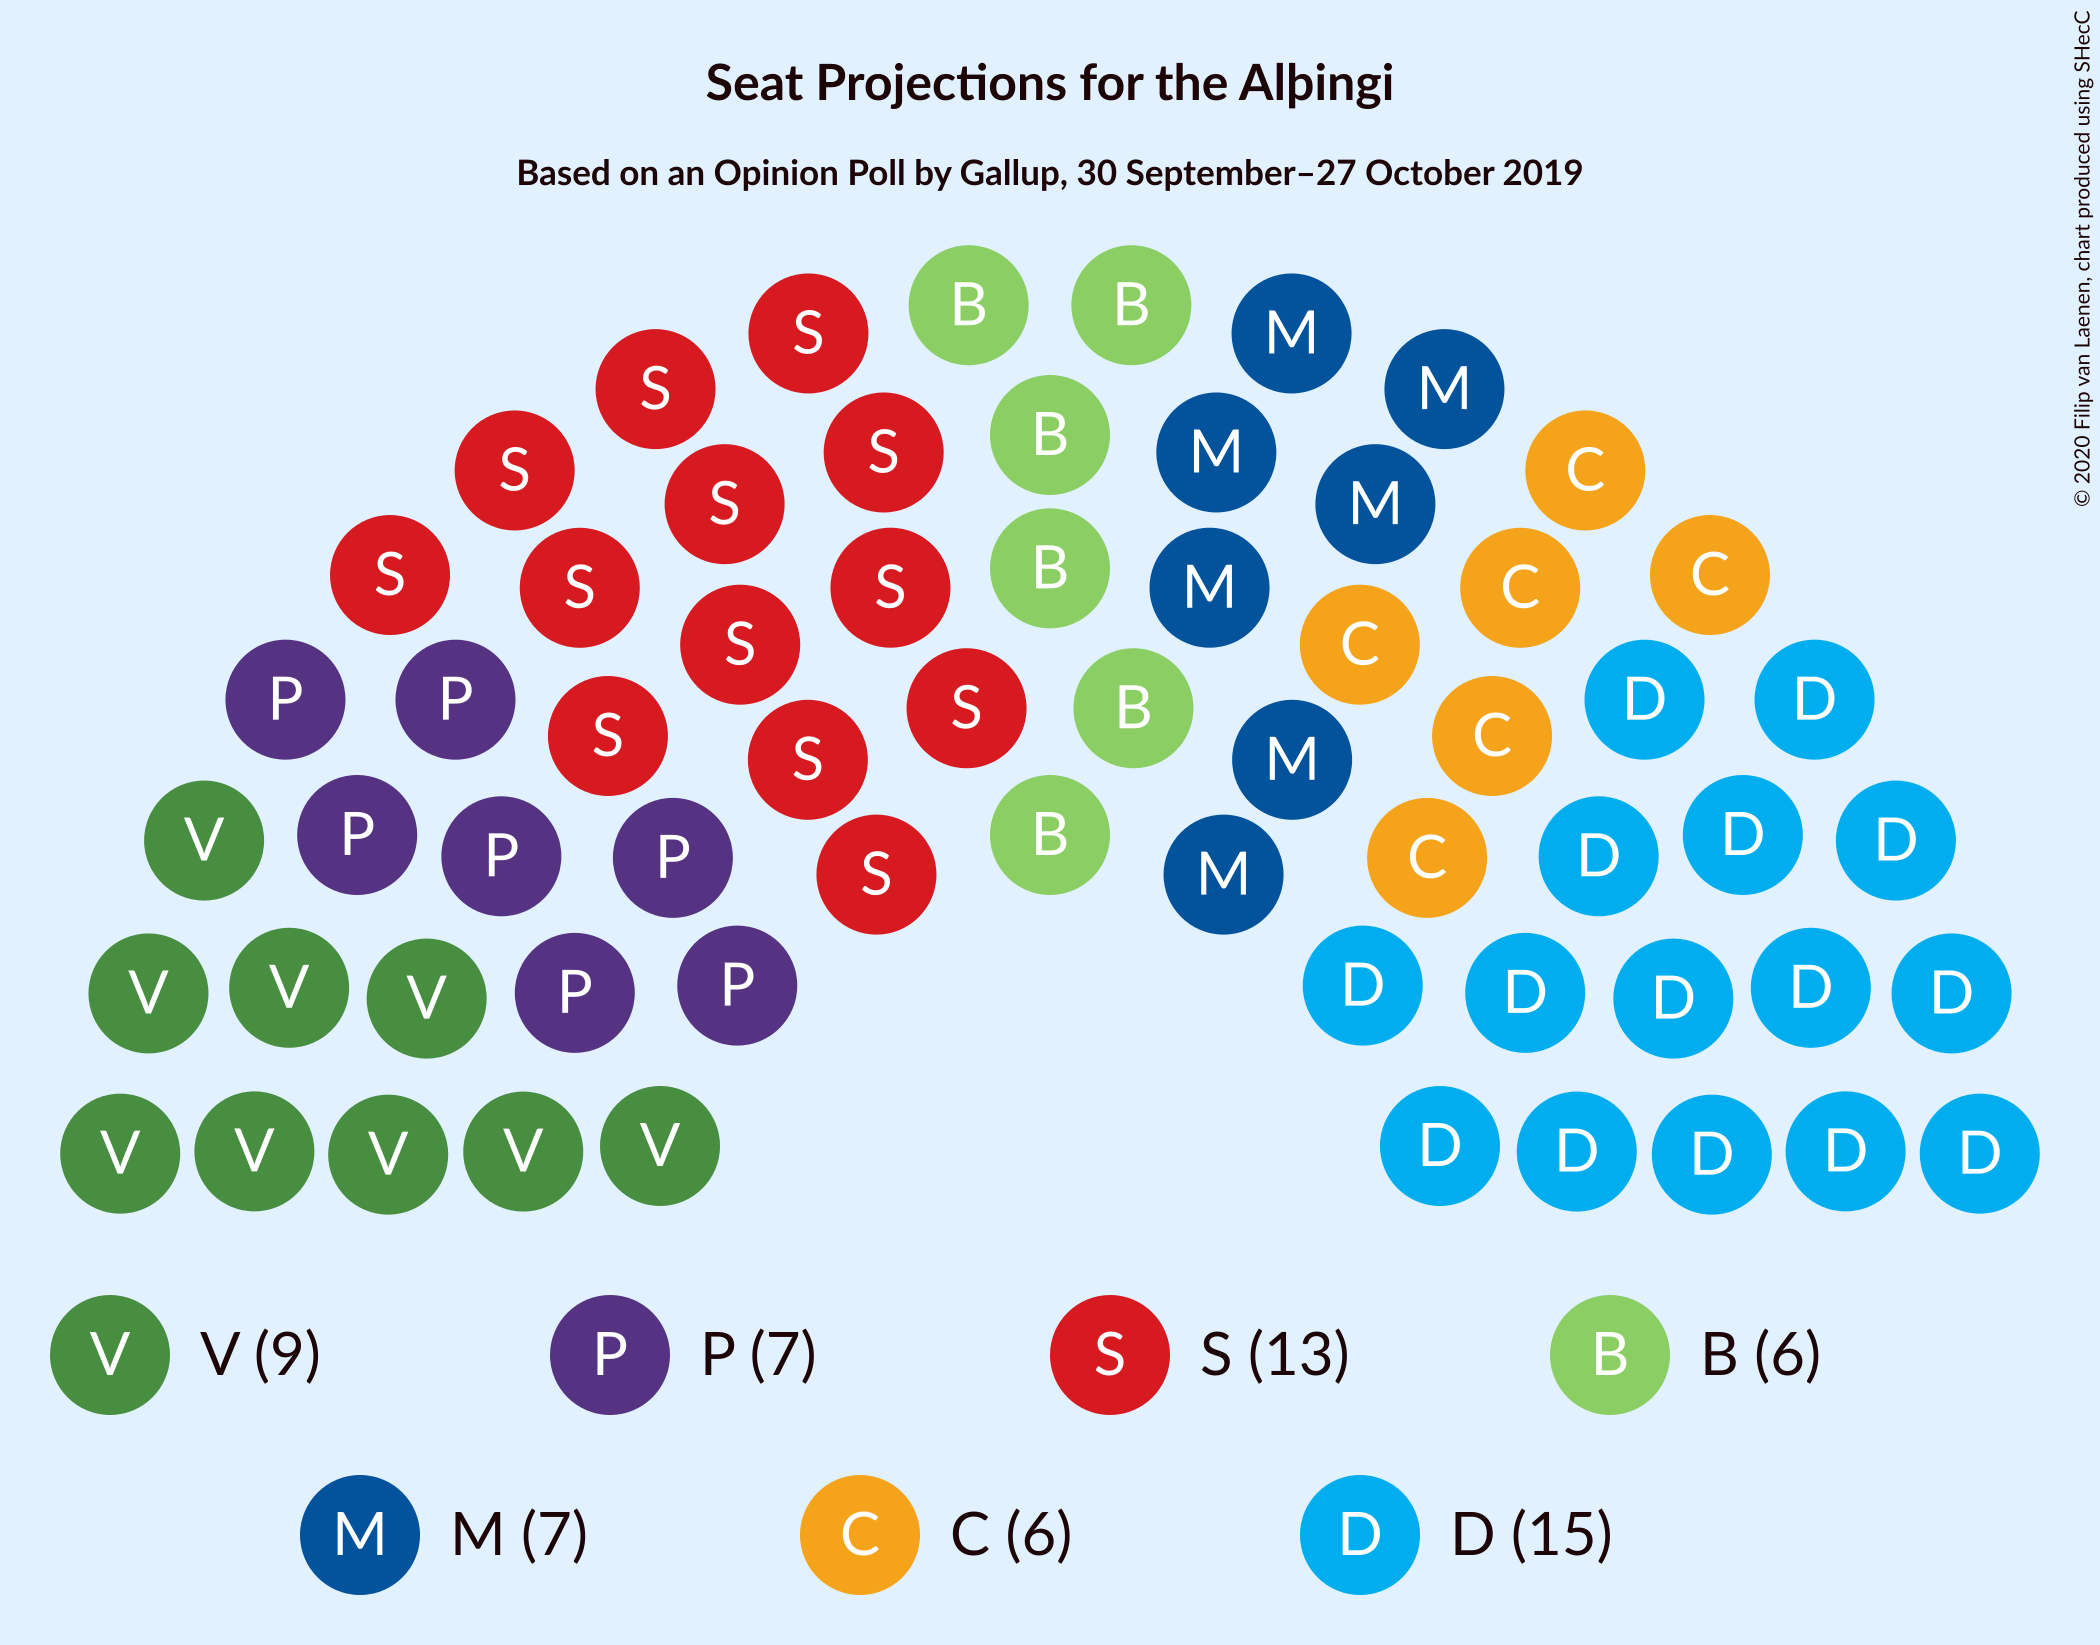 Seat Projections for the Alþingi
Based on an Opinion Poll by Gallup, 30 September–27 October 2019
© 2020 Filip van Laenen, chart produced using SHecC
B B
S M
S M
B
S M
S C
S M
B
S C
S M
S C
S C
P P S B D D
S C
S M
V P D D
P P B D
C
S M
P P D D
V V V P D D D D
V V V V V D D D D D
V V (9) P P (7) S S (13) B B (6)
M M (7) C C (6) D D (15)